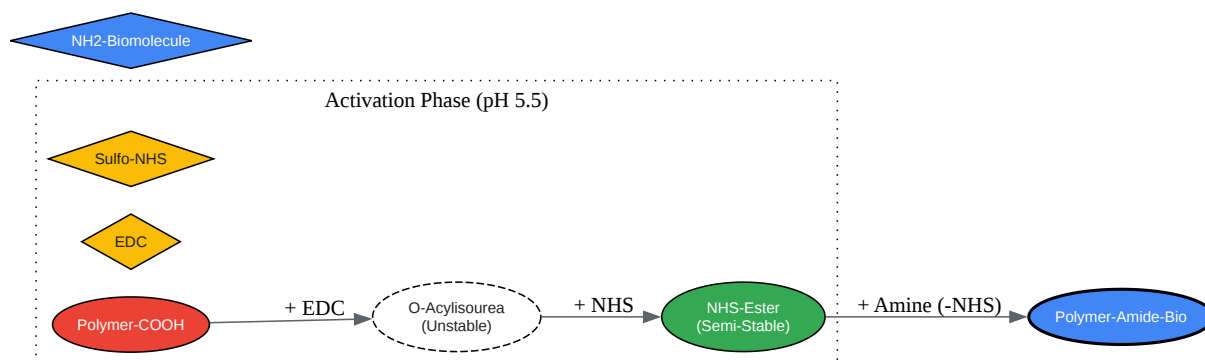 NH2-Biomolecule
Activation Phase (pH 5.5)
Sulfo-NHS
EDC
Polymer-COOH
+ EDC
O-Acylisourea
(Unstable)
+ NHS
NHS-Ester
(Semi-Stable)
+ Amine (-NHS)
Polymer-Amide-Bio